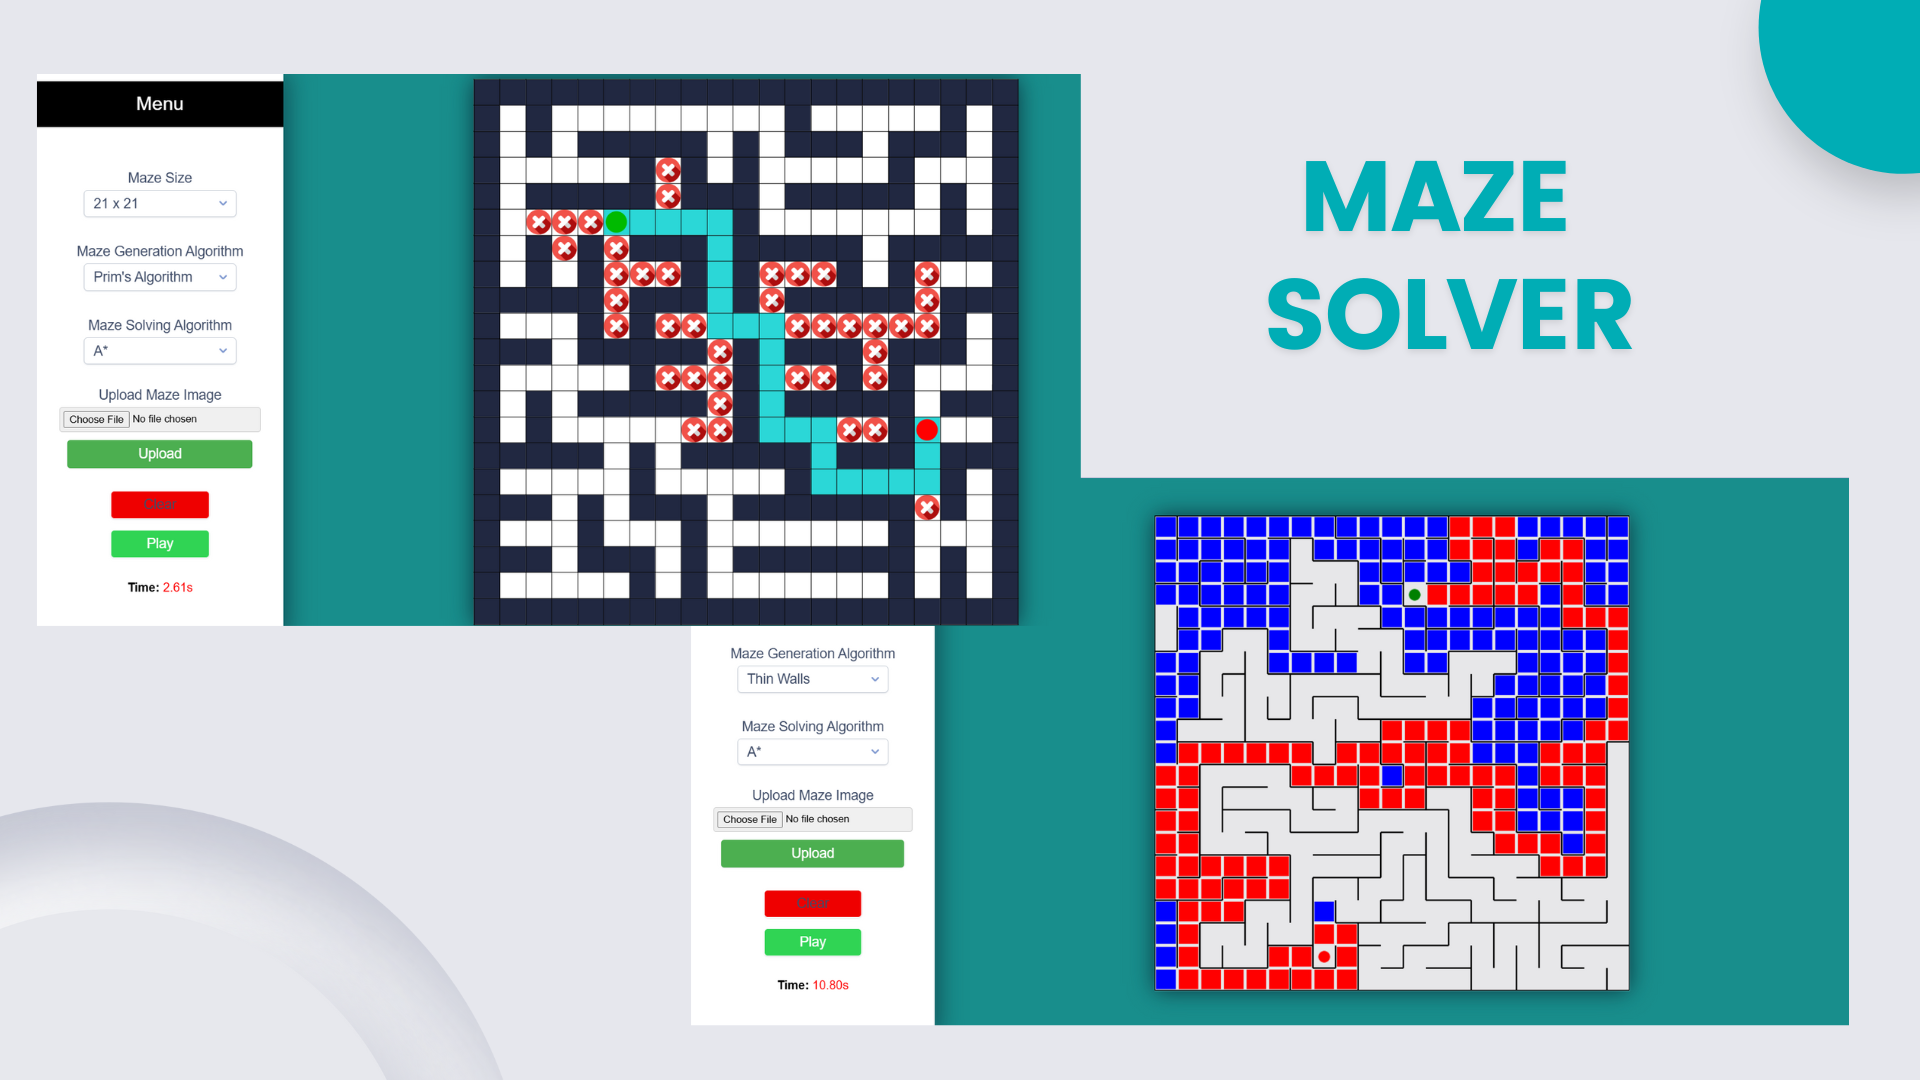 Menu
Maze Size
21 x 21
Maze Generation Algorithm
Prim's Algorithm
Maze Solving Algorithm
A*
Upload Maze Image
Choose File No file chosen
Upload
Clear
Play
Time: 2.61s
MAZE
SOLVER
Maze Generation Algorithm
Thin Walls
Maze Solving Algorithm
A*
Upload Maze Image
Choose File No file chosen
Upload
Clear
Play
Time: 10.80s